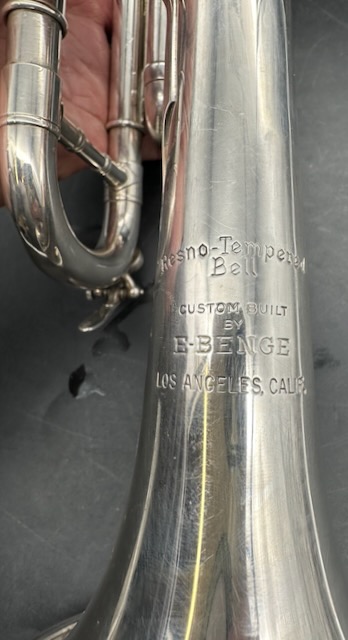 Resno-Tempered
Bell
CUSTOM BUILT
BY
E·BENGE
LOS ANGELES, CALIF.